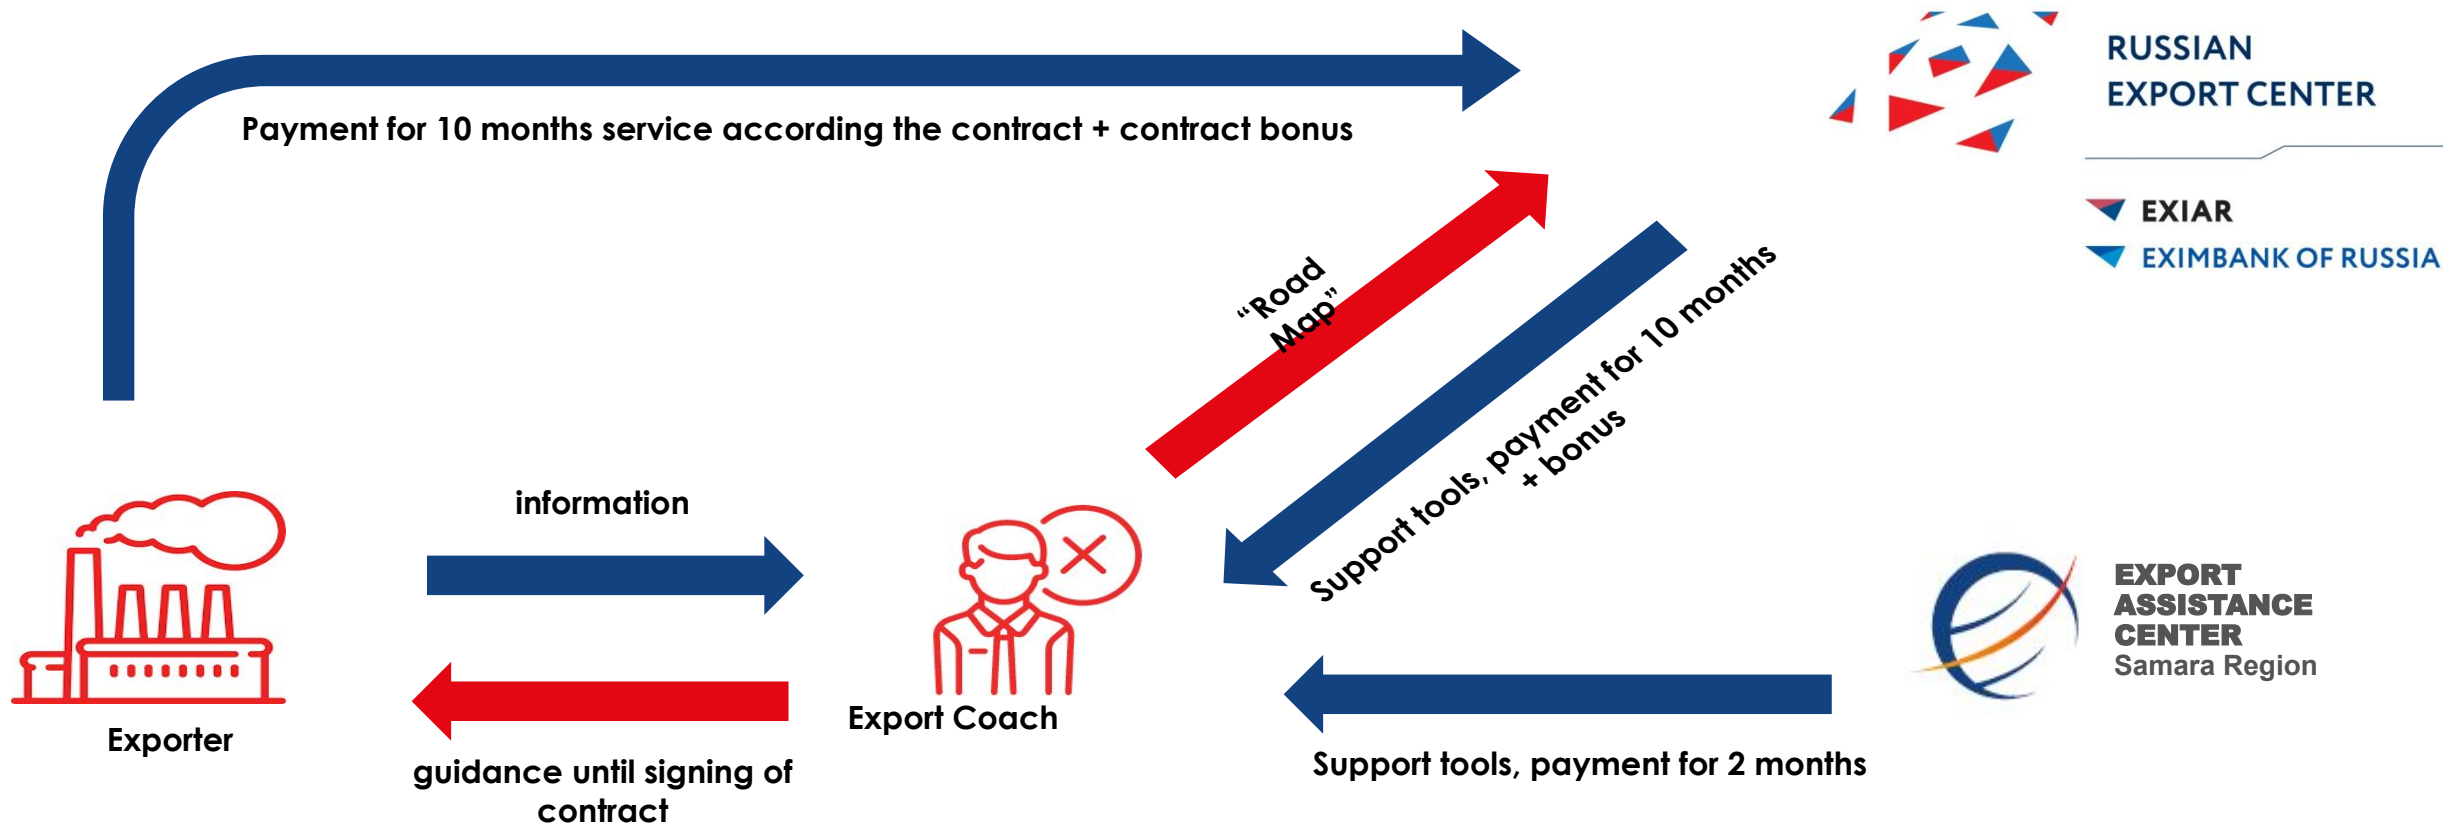 RUSSIAN
EXPORT CENTER
Payment for 10 months service according the contract + contract bonus
EXIAR
EXIMBANK OF RUSSIA
“Road
Map”
Support tools, payment for 10 months
+ bonus
information
Exporter
guidance until signing of
contract
Export Coach
EXPORT
ASSISTANCE
CENTER
Samara Region
Support tools, payment for 2 months